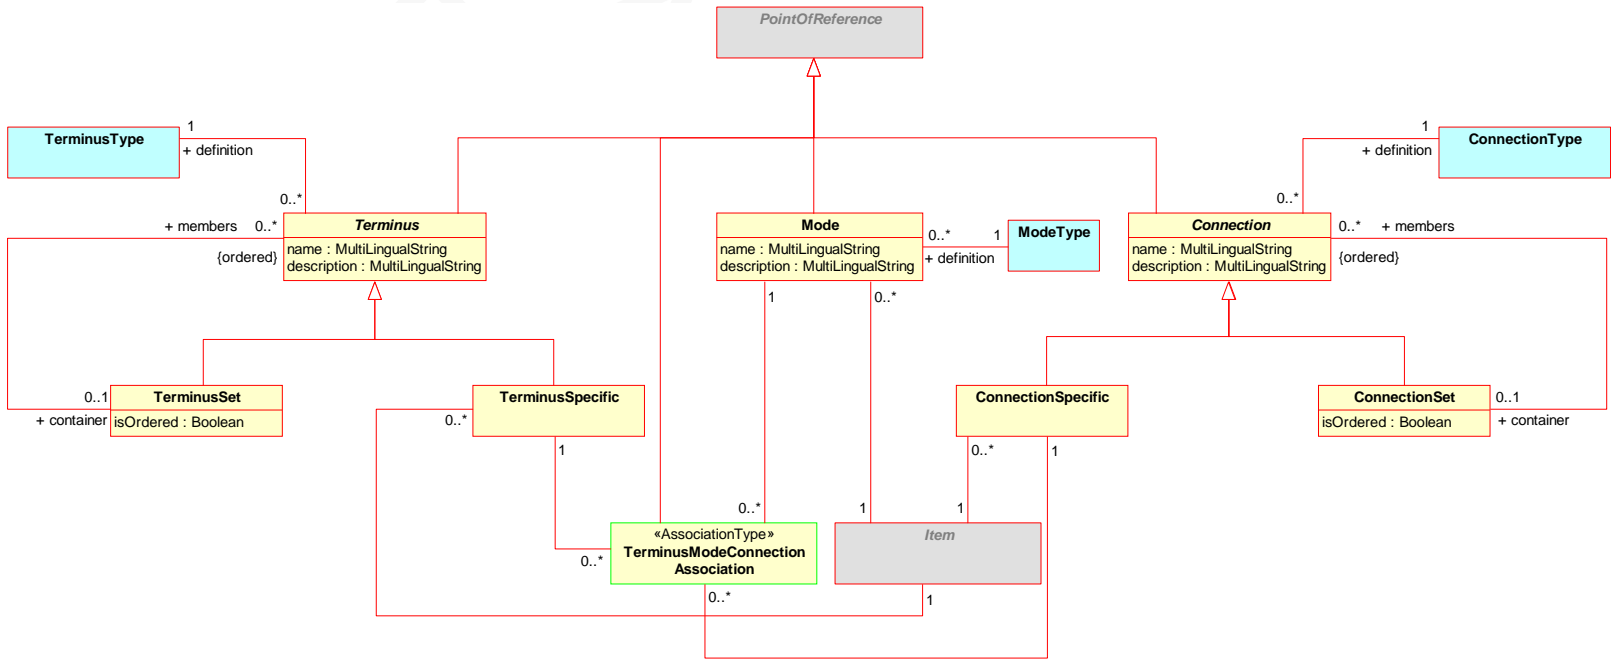 PointOfReference
TerminusType
1
+ definition
0..*
1
+ definition
0..*
ConnectionType
+ members 0..*
{ordered}
Terminus
name : MultiLingualString
description : MultiLingualString
Mode
name : MultiLingualString
description : MultiLingualString
0..* 1
+ definition
ModeType
Connection
name : MultiLingualString
description : MultiLingualString
0..* + members
{ordered}
1
0..*
0..1
+ container
TerminusSet
isOrdered : Boolean
TerminusSpecific
0..*
1
ConnectionSpecific
0..*
1
ConnectionSet
isOrdered : Boolean
0..1
+ container
0..*
1
1
0..*
«AssociationType»
TerminusModeConnection
Association
0..*
Item
1